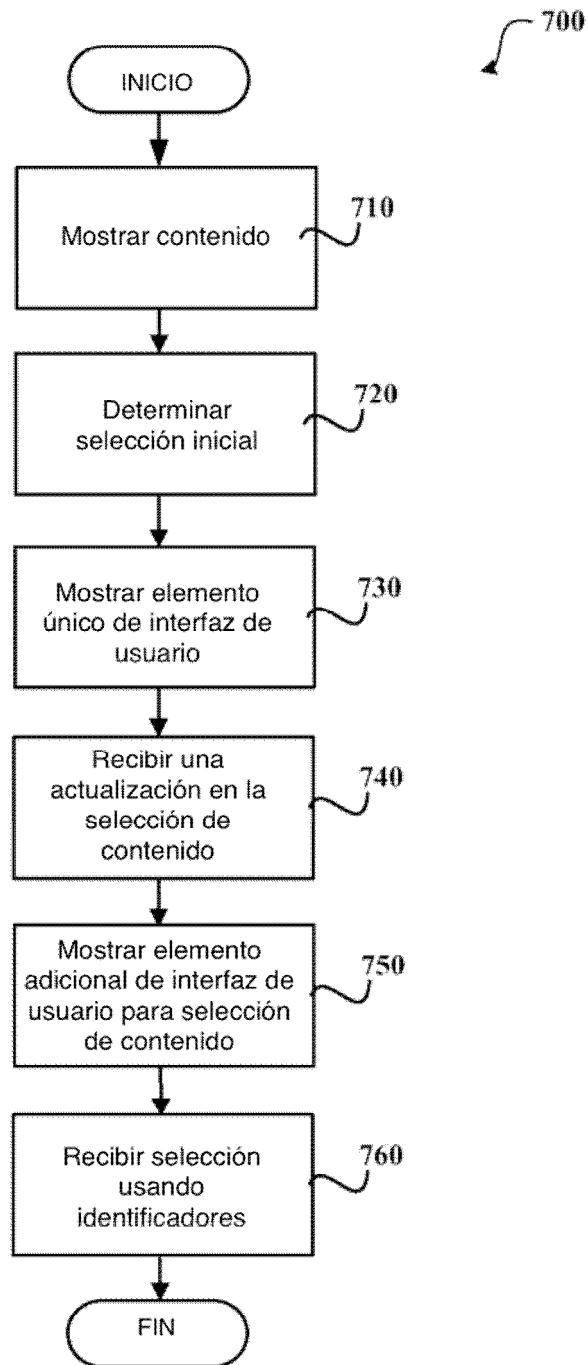 700
INICIO
Mostrar contenido
710
Determinar
selección inicial
720
Mostrar elemento
único de interfaz de
usuario
730
Recibir una
actualización en la
selección de
contenido
740
Mostrar elemento
adicional de interfaz de
usuario para selección
de contenido
750
Recibir selección
usando
identificadores
760
FIN